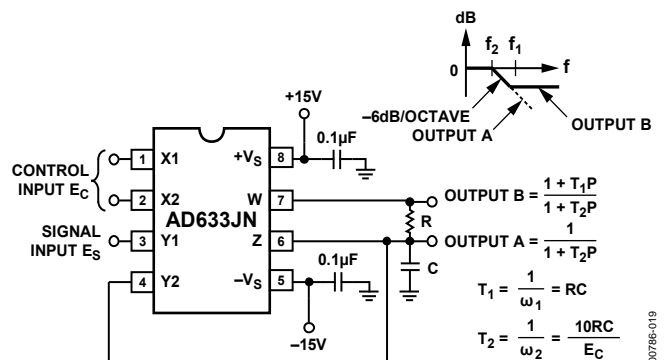 dB
f2 f1
0
f
–6dB/OCTAVE
OUTPUT A
OUTPUT B
+15V
0.1µF
CONTROL
INPUT EC
SIGNAL
INPUT ES
1 X1
2 X2
3 Y1
4 Y2
AD633JN
+VS 8
W 7
Z 6
–VS 5
R
C
0.1µF
–15V
OUTPUT B = 1 + T1P / 1 + T2P
OUTPUT A = 1 / 1 + T2P
T1 = 1 / ω1 = RC
T2 = 1 / ω2 = 10RC / EC
00786-019